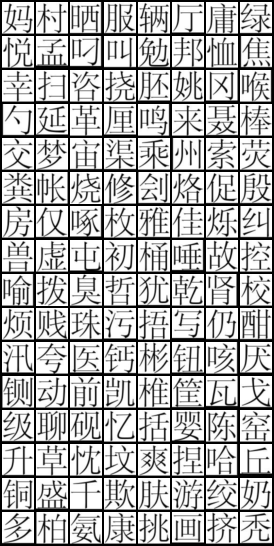 妈村晒服辆厅庸绿
悦孟叼叫勉邦恤焦
幸扫咨挠胚姚冈喉
勺延革厘鸣来聂棒
交梦宙渠乘州索荧
粪帐烧修刽烙促殷
房仅啄枚雅佳烁纠
兽虚屯初桶唾故控
喻拨臭哲犹乾肾校
烦贱珠污捂写仍酣
汛夸医钙彬钮咳厌
铡动前凯椎筐瓦戈
级聊砚忆括婴陈窑
升草忱坟爽捏哈丘
铜盛千欺肤游绞奶
多柏氨康挑画挤秃